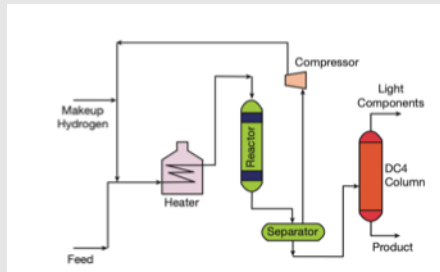 Compressor
Light
Components
Makeup
Hydrogen
Reactor
DC4
Column
Heater
Separator
Product
Feed